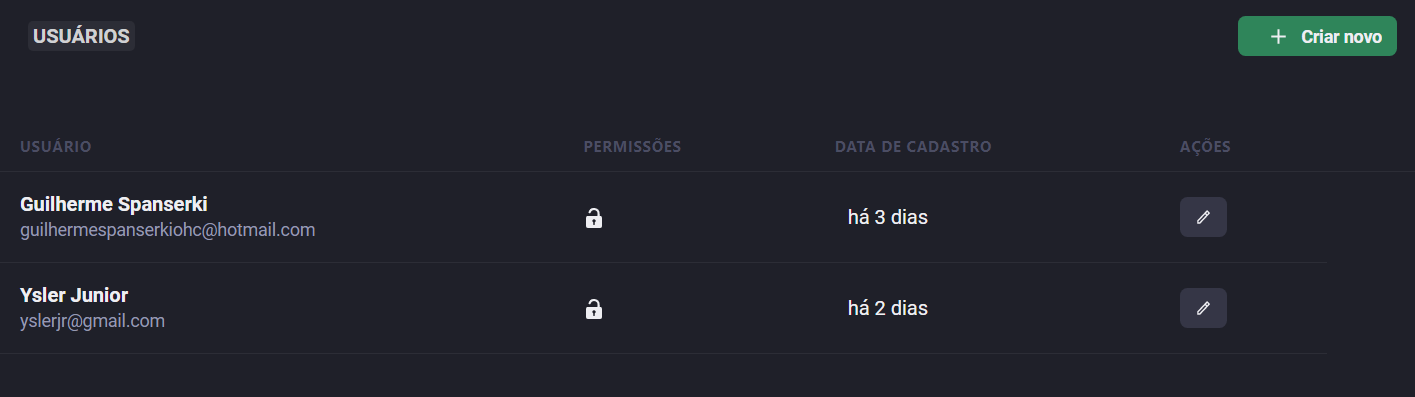 USUÁRIOS
Criar novo
USUÁRIO PERMISSÕES DATA DE CADASTRO AÇÕES
Guilherme Spanserki
guilhermespanserkiohc@hotmail.com
há 3 dias
Ysler Junior
yslerjr@gmail.com
há 2 dias